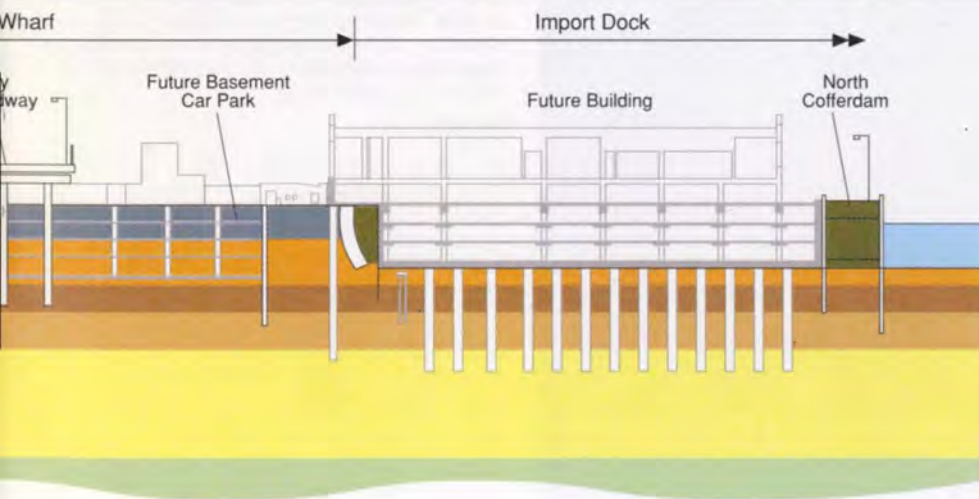 Wharf
Import Dock
Future Basement
Car Park
Future Building
North
Cofferdam